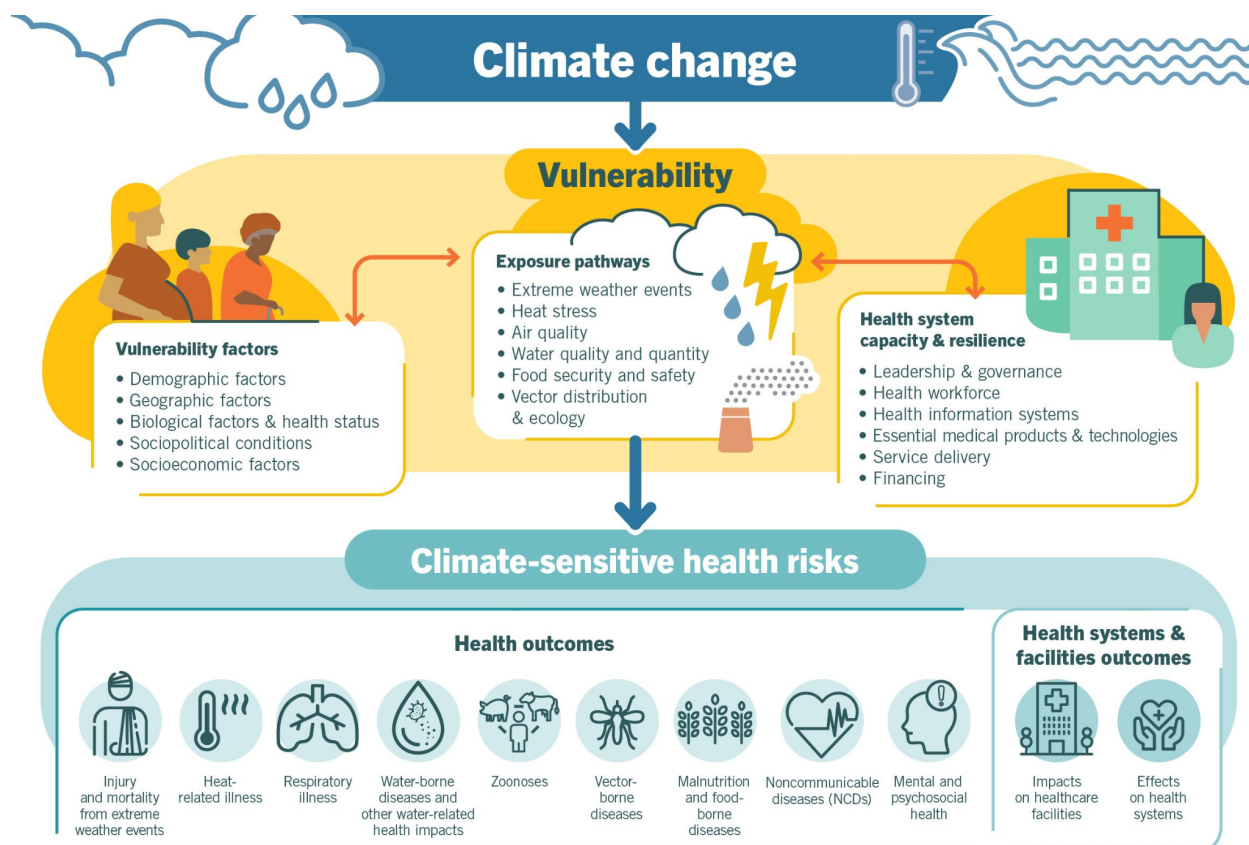 Climate change
Vulnerability
Exposure pathways
• Extreme weather events
• Heat stress
• Air quality
• Water quality and quantity
• Food security and safety
• Vector distribution
& ecology
Vulnerability factors
• Demographic factors
• Geographic factors
• Biological factors & health status
• Sociopolitical conditions
• Socioeconomic factors
Health system
capacity & resilience
• Leadership & governance
• Health workforce
• Health information systems
• Essential medical products & technologies
• Service delivery
• Financing
Climate-sensitive health risks
Health outcomes
Injury
and mortality
from extreme
weather events
Heat-
related illness
Respiratory
illness
Water-borne
diseases and
other water-related
health impacts
Zoonoses
Vector-
borne
diseases
Malnutrition
and food-
borne
diseases
Noncommunicable
diseases (NCDs)
Mental and
psychosocial
health
Health systems &
facilities outcomes
Impacts
on healthcare
facilities
Effects
on health
systems